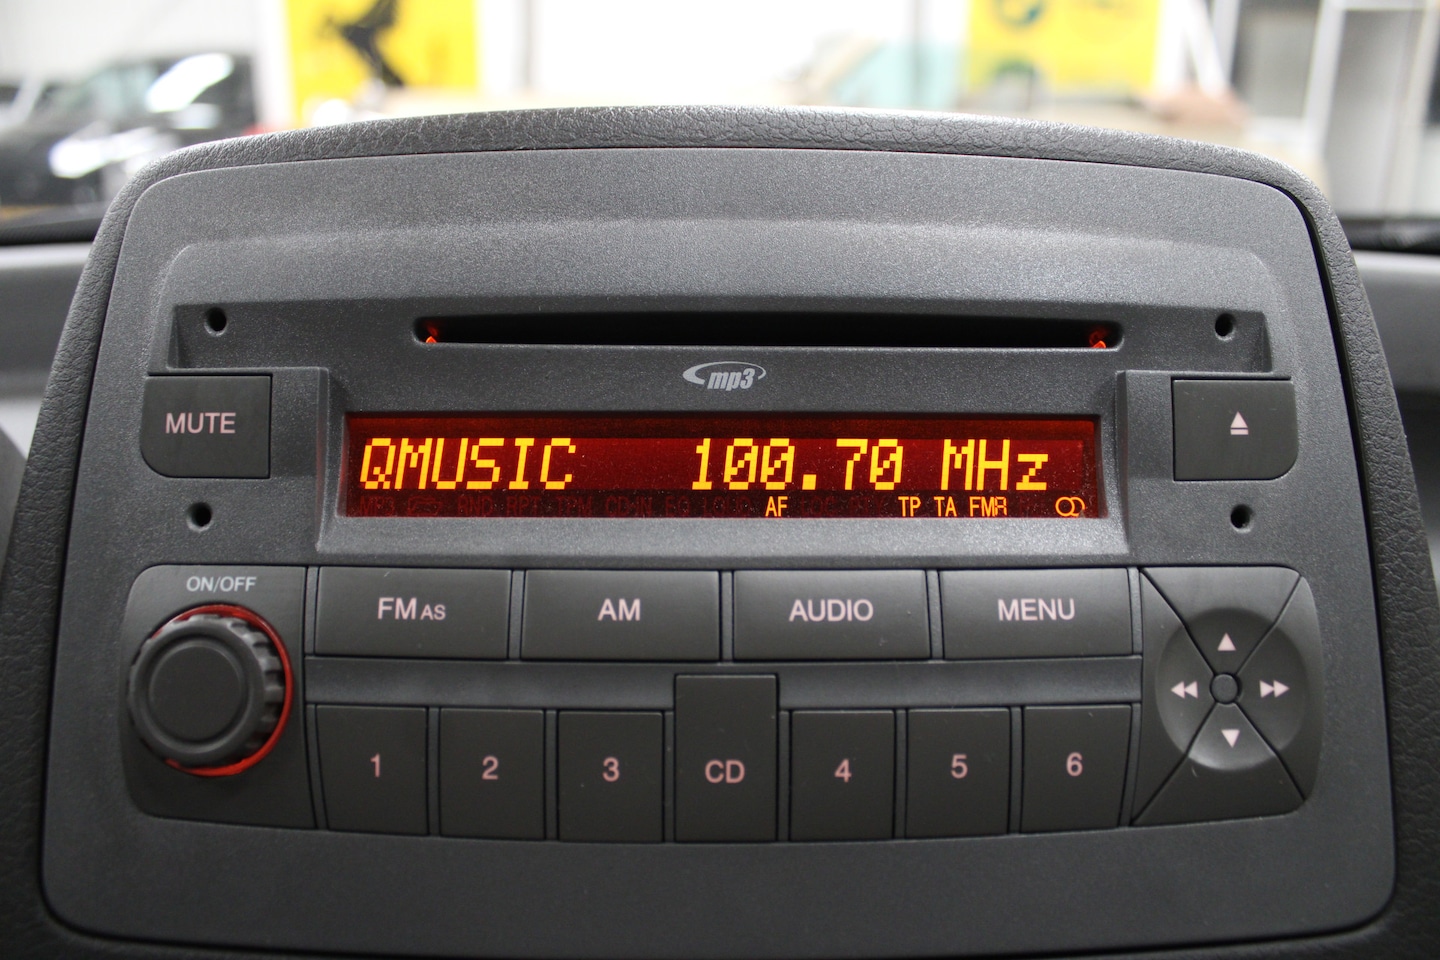 mp3
MUTE
QMUSIC 100.70 MHz
AF TP TA FMA
ON/OFF
FM AS AM AUDIO MENU
1 2 3 CD 4 5 6